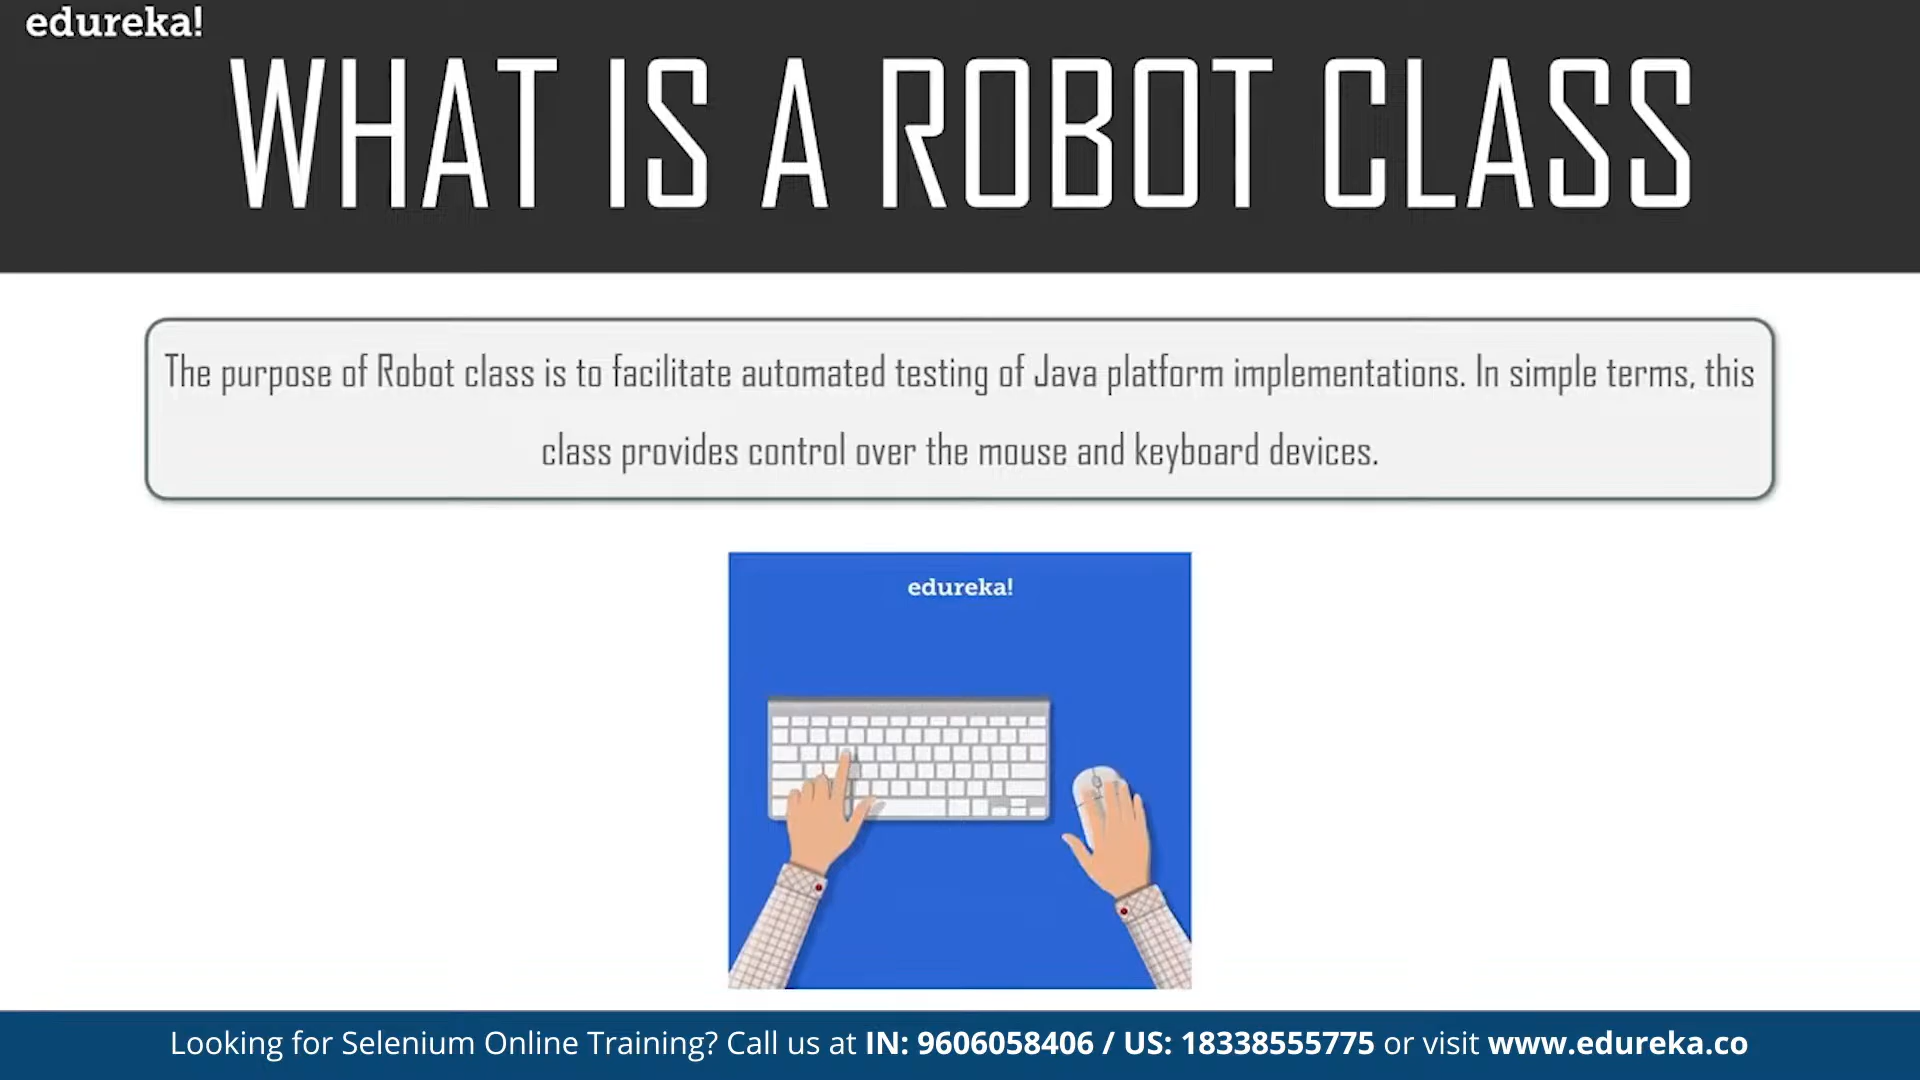 edureka!
WHAT IS A ROBOT CLASS
The purpose of Robot class is to facilitate automated testing of Java platform implementations. In simple terms, this
class provides control over the mouse and keyboard devices.
edureka!
Looking for Selenium Online Training? Call us at IN: 9606058406 / US: 18338555775 or visit www.edureka.co